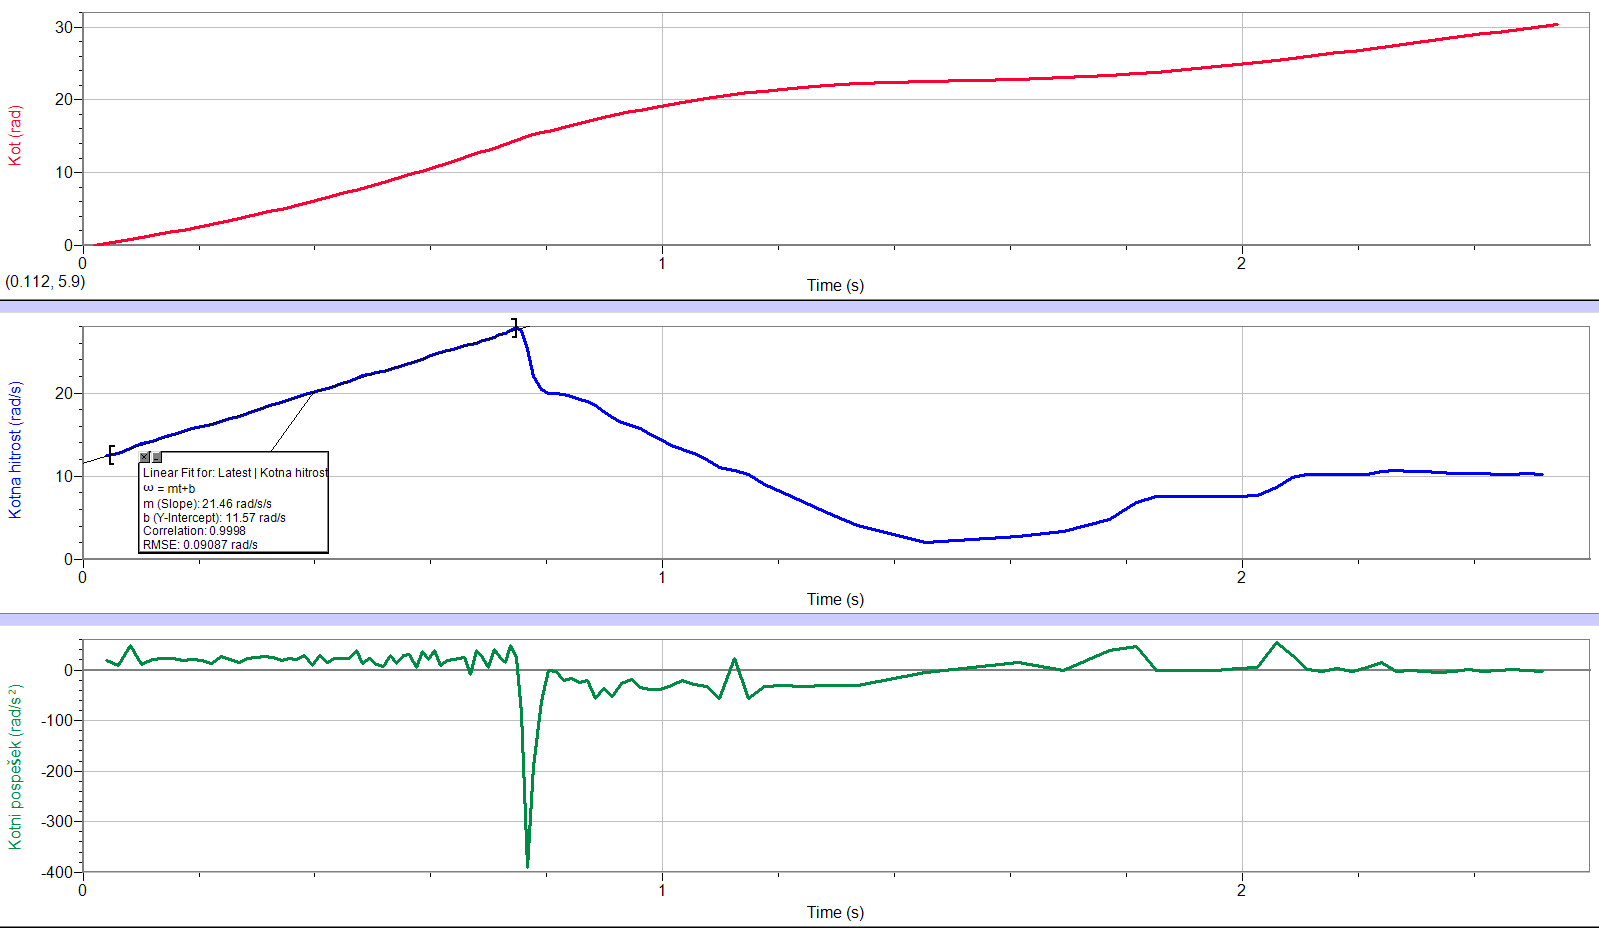 30
20
10
0
Kot (rad)
0
1
2
(0.112, 5.9)
Time (s)
20
10
0
Kotna hitrost (rad/s)
Linear Fit for: Latest | Kotna hitrost
ω = mt+b
m (Slope): 21.46 rad/s/s
b (Y-Intercept): 11.57 rad/s
Correlation: 0.9998
RMSE: 0.09087 rad/s
0
1
2
Time (s)
0
-100
-200
-300
-400
Kotni pospešek (rad/s²)
0
1
2
Time (s)